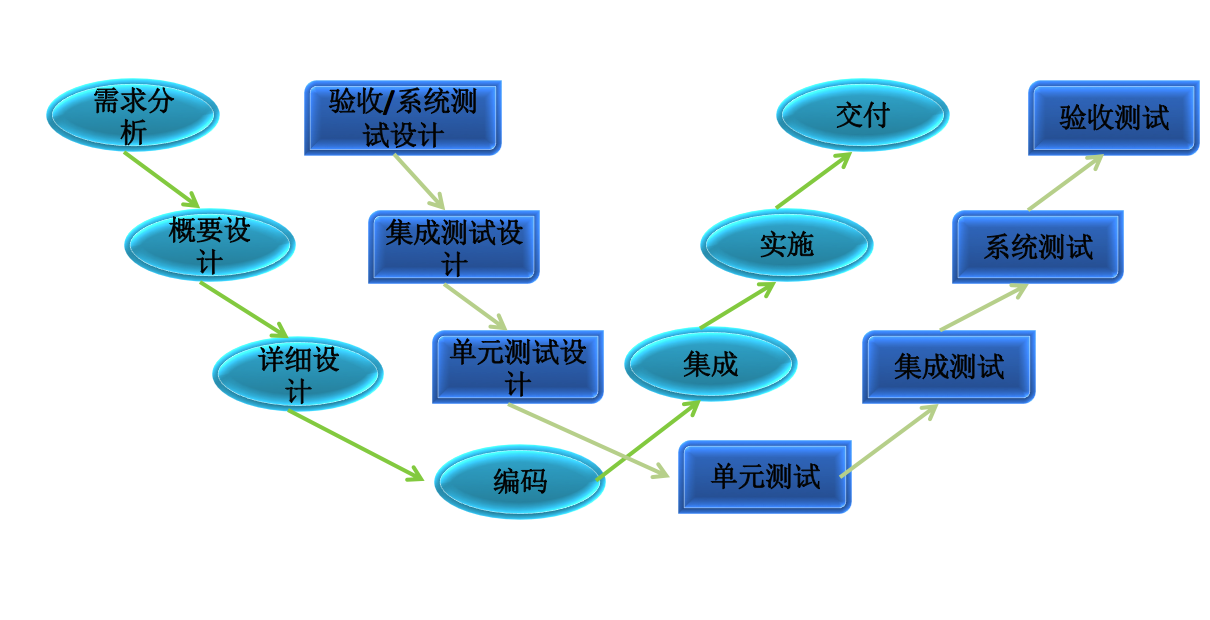 需求分
析
验收/系统测
试设计
交付
验收测试
概要设
计
集成测试设
计
实施
系统测试
详细设
计
单元测试设
计
集成
集成测试
编码
单元测试